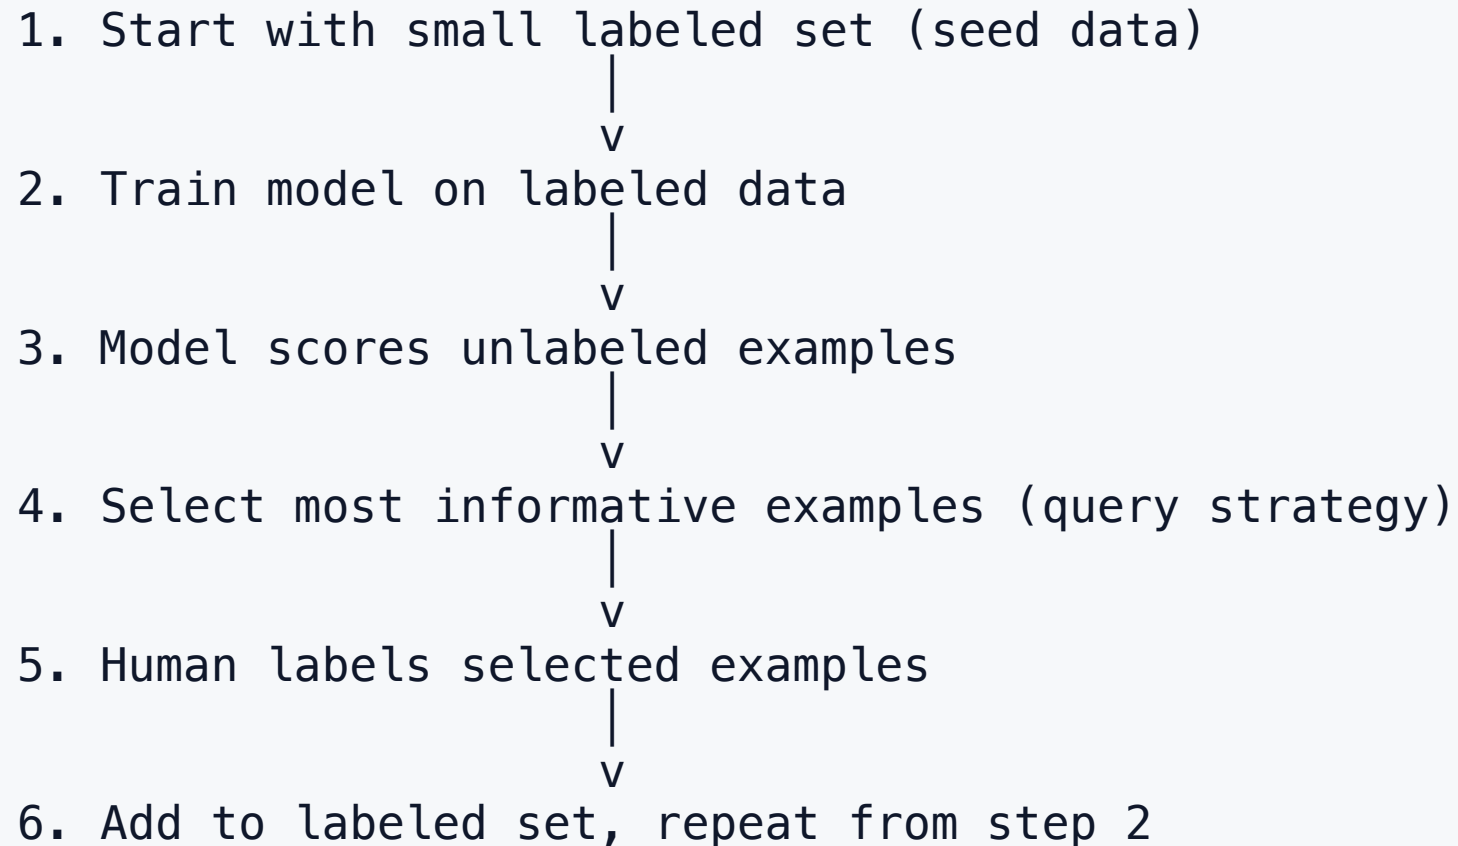 1. Start with small labeled set (seed data)
|
v
2. Train model on labeled data
|
v
3. Model scores unlabeled examples
|
v
4. Select most informative examples (query strategy)
|
v
5. Human labels selected examples
|
v
6. Add to labeled set, repeat from step 2